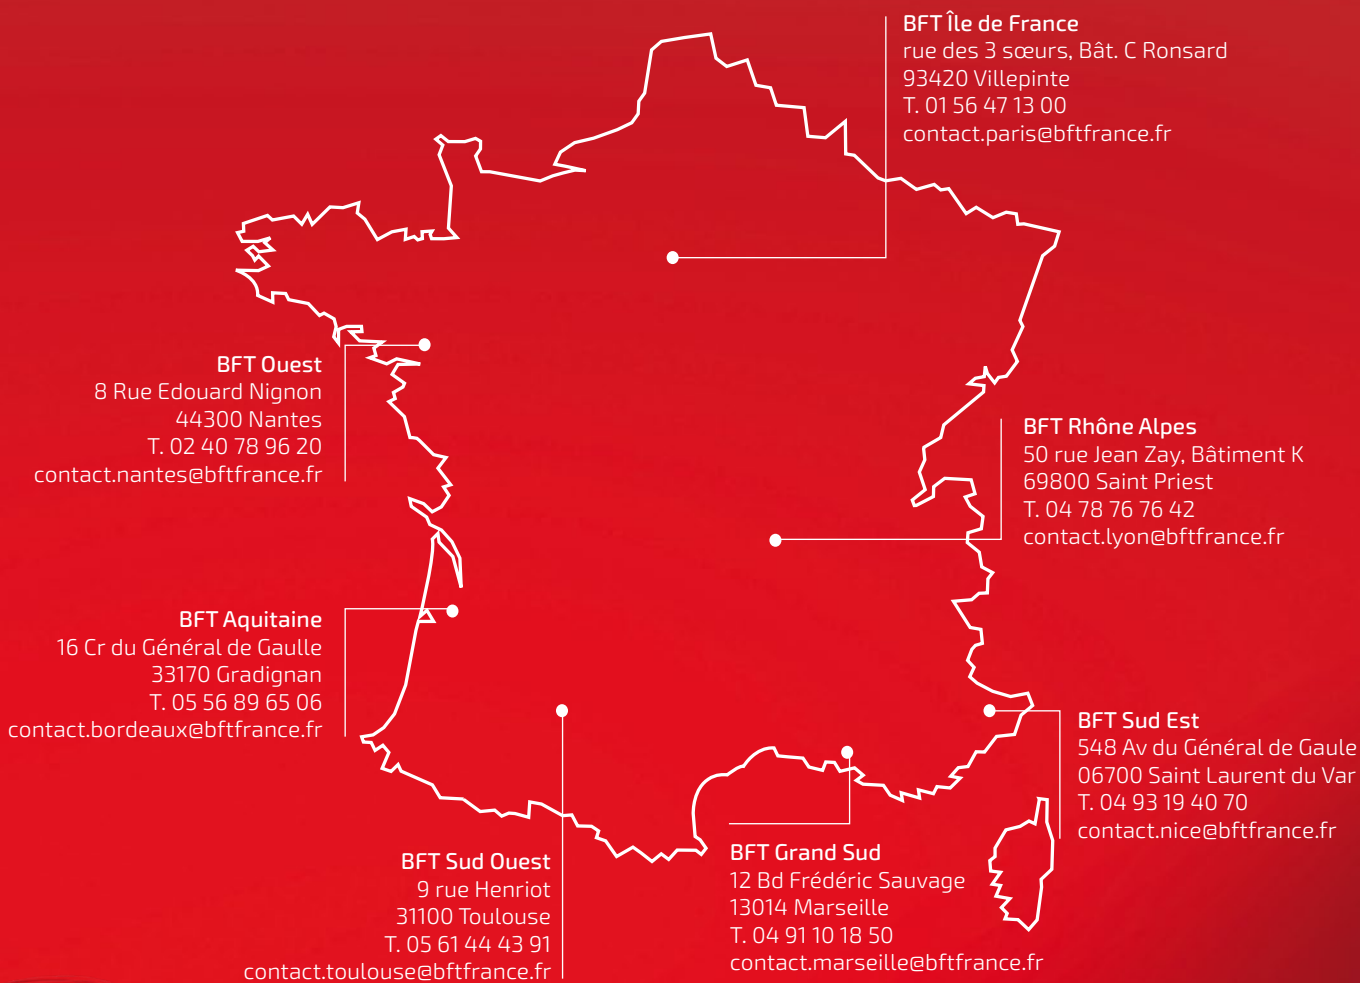 BFT Île de France
rue des 3 sœurs, Bât. C Ronsard
93420 Villepinte
T. 01 56 47 13 00
contact.paris@bftfrance.fr
BFT Ouest
8 Rue Edouard Nignon
44300 Nantes
T. 02 40 78 96 20
contact.nantes@bftfrance.fr
BFT Rhône Alpes
50 rue Jean Zay, Bâtiment K
69800 Saint Priest
T. 04 78 76 76 42
contact.lyon@bftfrance.fr
BFT Aquitaine
16 Cr du Général de Gaulle
33170 Gradignan
T. 05 56 89 65 06
contact.bordeaux@bftfrance.fr
BFT Sud Est
548 Av du Général de Gaule
06700 Saint Laurent du Var
T. 04 93 19 40 70
contact.nice@bftfrance.fr
BFT Sud Ouest
9 rue Henriot
31100 Toulouse
T. 05 61 44 43 91
contact.toulouse@bftfrance.fr
BFT Grand Sud
12 Bd Frédéric Sauvage
13014 Marseille
T. 04 91 10 18 50
contact.marseille@bftfrance.fr